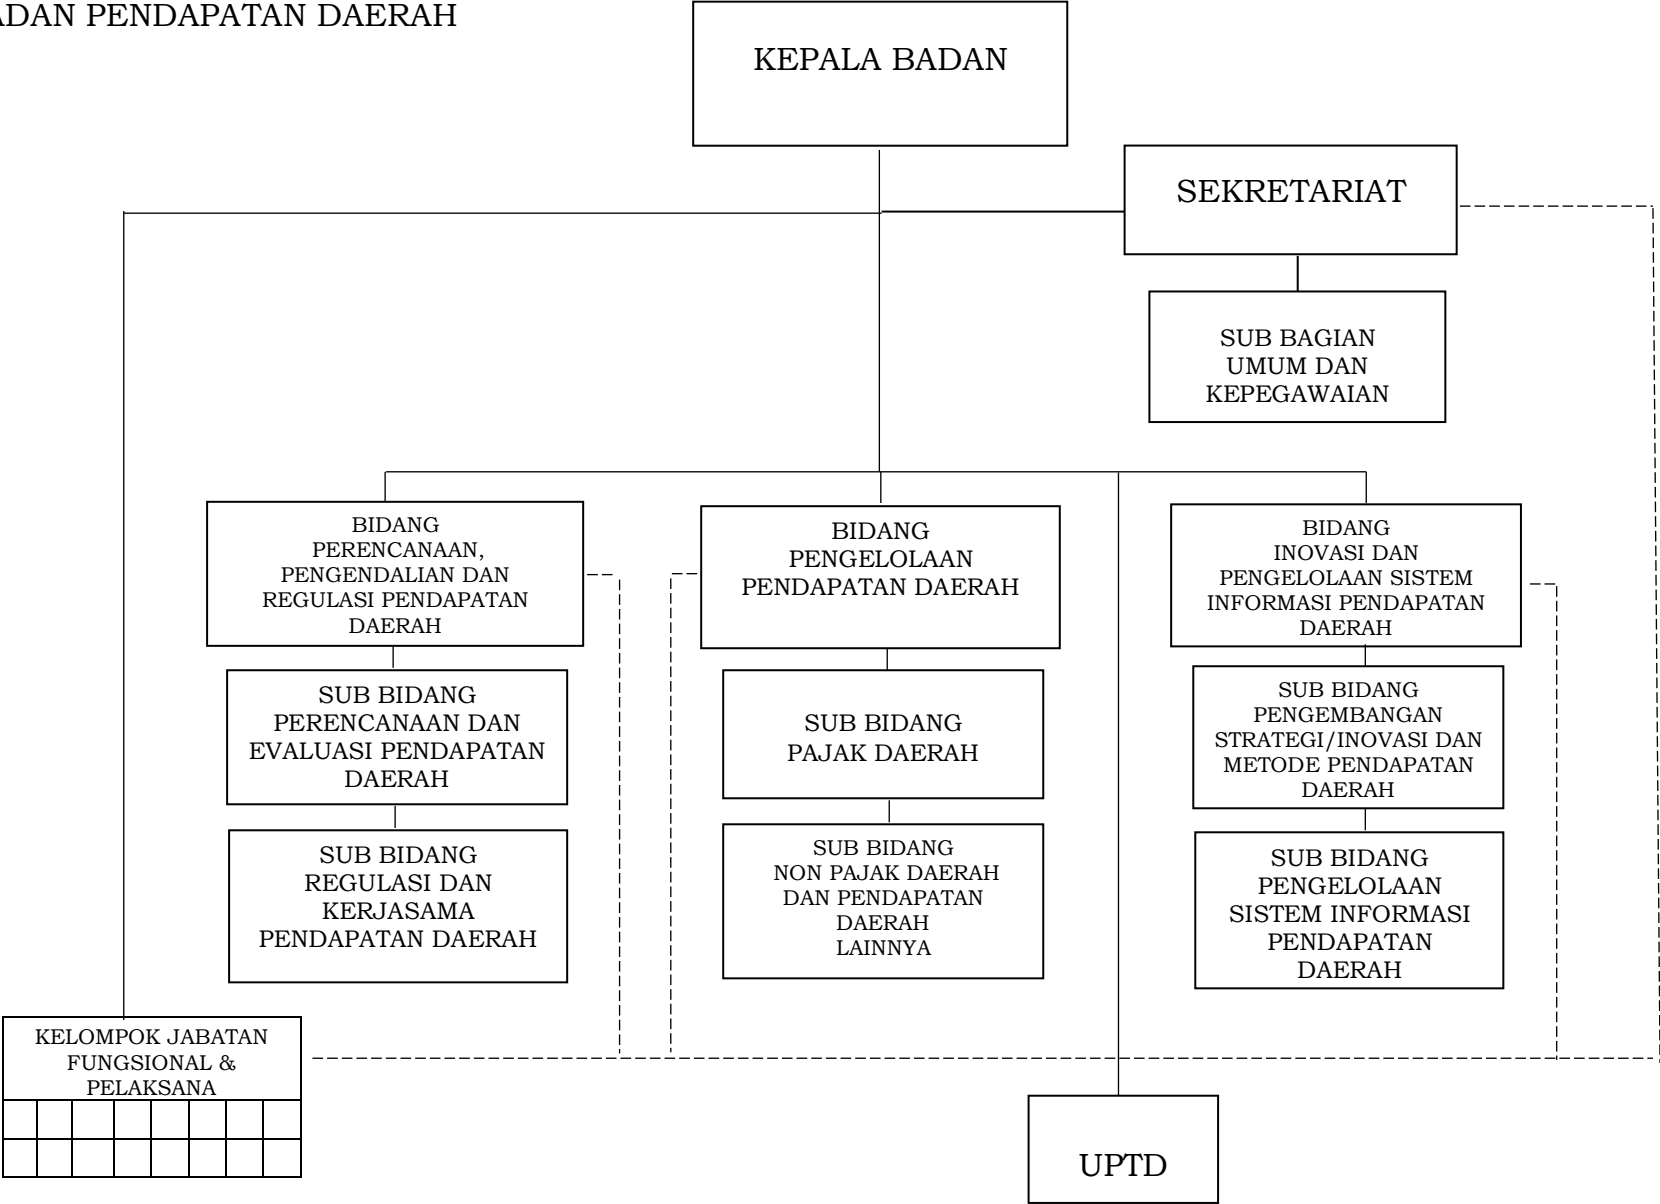 ADAN PENDAPATAN DAERAH
KEPALA BADAN
SEKRETARIAT
SUB BAGIAN
UMUM DAN
KEPEGAWAIAN
BIDANG
PERENCANAAN,
PENGENDALIAN DAN
REGULASI PENDAPATAN
DAERAH
BIDANG
PENGELOLAAN
PENDAPATAN DAERAH
BIDANG
INOVASI DAN
PENGELOLAAN SISTEM
INFORMASI PENDAPATAN
DAERAH
SUB BIDANG
PERENCANAAN DAN
EVALUASI PENDAPATAN
DAERAH
SUB BIDANG
PAJAK DAERAH
SUB BIDANG
PENGEMBANGAN
STRATEGI/INOVASI DAN
METODE PENDAPATAN
DAERAH
SUB BIDANG
REGULASI DAN
KERJASAMA
PENDAPATAN DAERAH
SUB BIDANG
NON PAJAK DAERAH
DAN PENDAPATAN
DAERAH
LAINNYA
SUB BIDANG
PENGELOLAAN
SISTEM INFORMASI
PENDAPATAN
DAERAH
KELOMPOK JABATAN
FUNGSIONAL &
PELAKSANA
UPTD